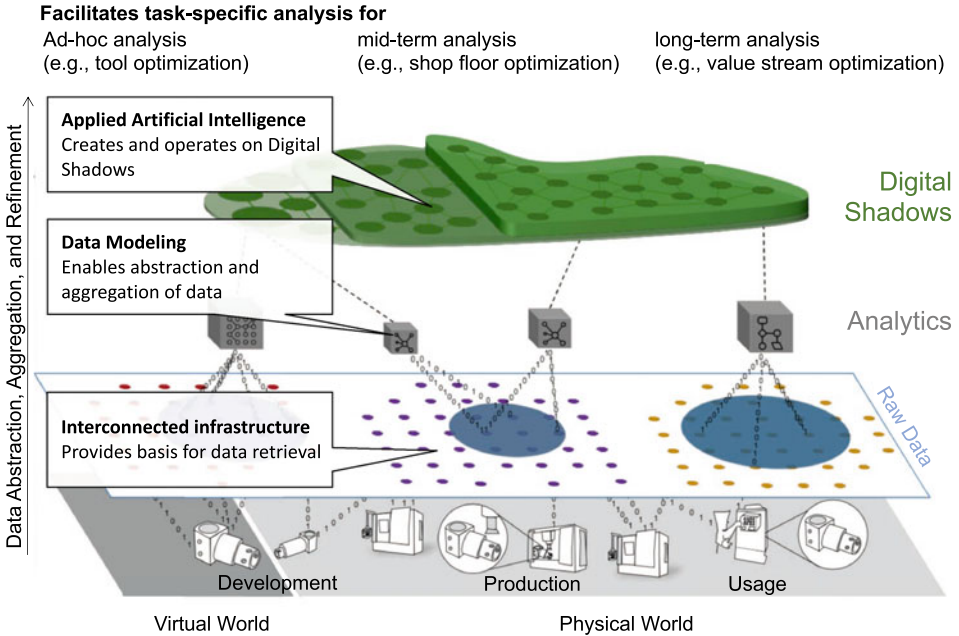 Facilitates task-specific analysis for
Ad-hoc analysis
(e.g., tool optimization)
mid-term analysis
(e.g., shop floor optimization)
long-term analysis
(e.g., value stream optimization)
Data Abstraction, Aggregation, and Refinement
Applied Artificial Intelligence
Creates and operates on Digital
Shadows
Digital
Shadows
Data Modeling
Enables abstraction and
aggregation of data
Analytics
Interconnected infrastructure
Provides basis for data retrieval
Raw Data
Development
Production
Usage
Virtual World
Physical World